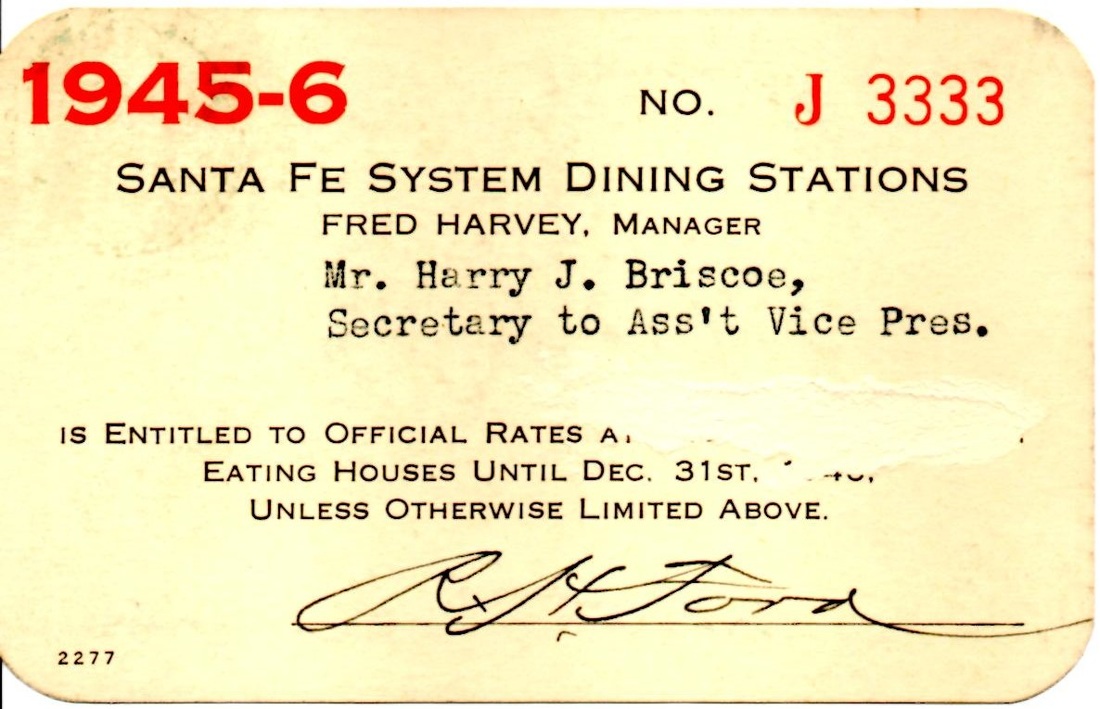 1945-6
NO. J 3333
SANTA FE SYSTEM DINING STATIONS
FRED HARVEY, MANAGER
Mr. Harry J. Briscoe,
Secretary to Ass't Vice Pres.
IS ENTITLED TO OFFICIAL RATES
EATING HOUSES UNTIL DEC. 31ST,
UNLESS OTHERWISE LIMITED ABOVE.
Ford
2277